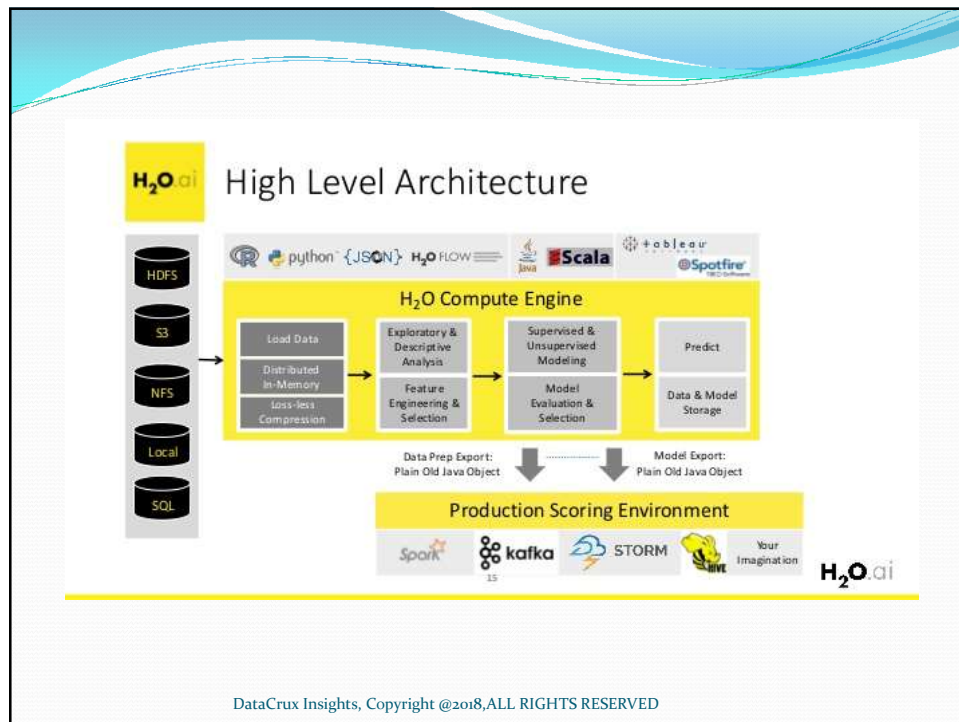 H2O.ai
High Level Architecture
HDFS
S3
NFS
Local
SQL
R python {JSON} H2O FLOW Java Scala +ableau Spotfire
H2O Compute Engine
Load Data
Distributed
In-Memory
Loss-less
Compression
Exploratory &
Descriptive
Analysis
Feature
Engineering &
Selection
Supervised &
Unsupervised
Modeling
Model
Evaluation &
Selection
Predict
Data & Model
Storage
Data Prep Export:
Plain Old Java Object
Model Export:
Plain Old Java Object
Production Scoring Environment
Spark
kafka
STORM
HIVE
Your
Imagination
15
H2O.ai
DataCrux Insights, Copyright @2018,ALL RIGHTS RESERVED